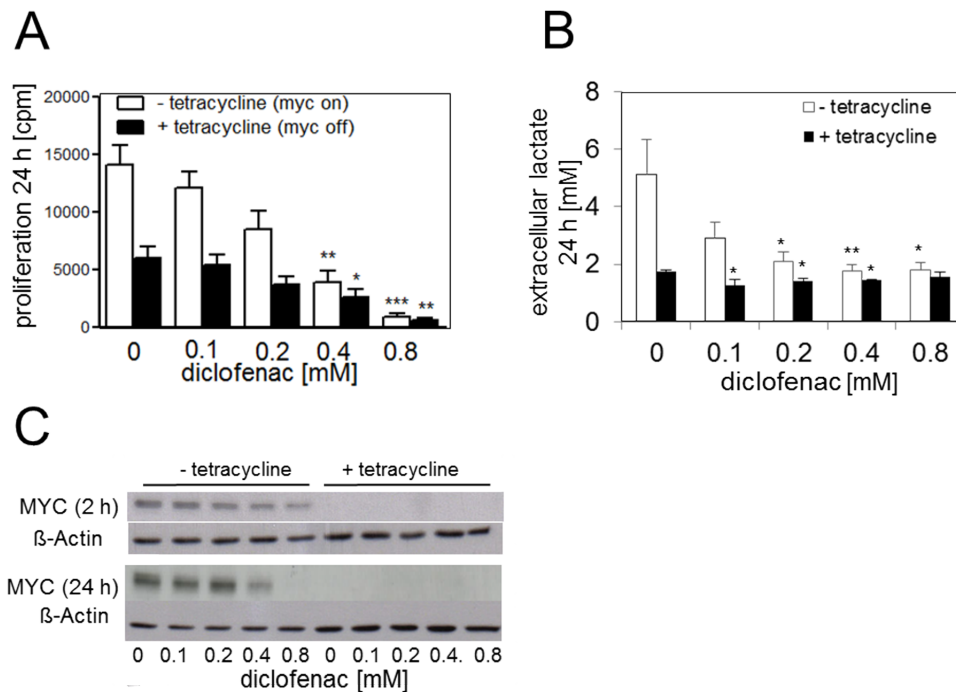 A
proliferation 24 h [cpm]
20000
15000
10000
5000
0
- tetracycline (myc on)
+ tetracycline (myc off)
** * *** **
0 0.1 0.2 0.4 0.8
diclofenac [mM]
B
extracellular lactate
24 h [mM]
8
6
4
2
0
- tetracycline
+ tetracycline
* * * ** * *
0 0.1 0.2 0.4 0.8
diclofenac [mM]
C
- tetracycline + tetracycline
MYC (2 h)
ß-Actin
MYC (24 h)
ß-Actin
0 0.1 0.2 0.4 0.8 0 0.1 0.2 0.4. 0.8
diclofenac [mM]